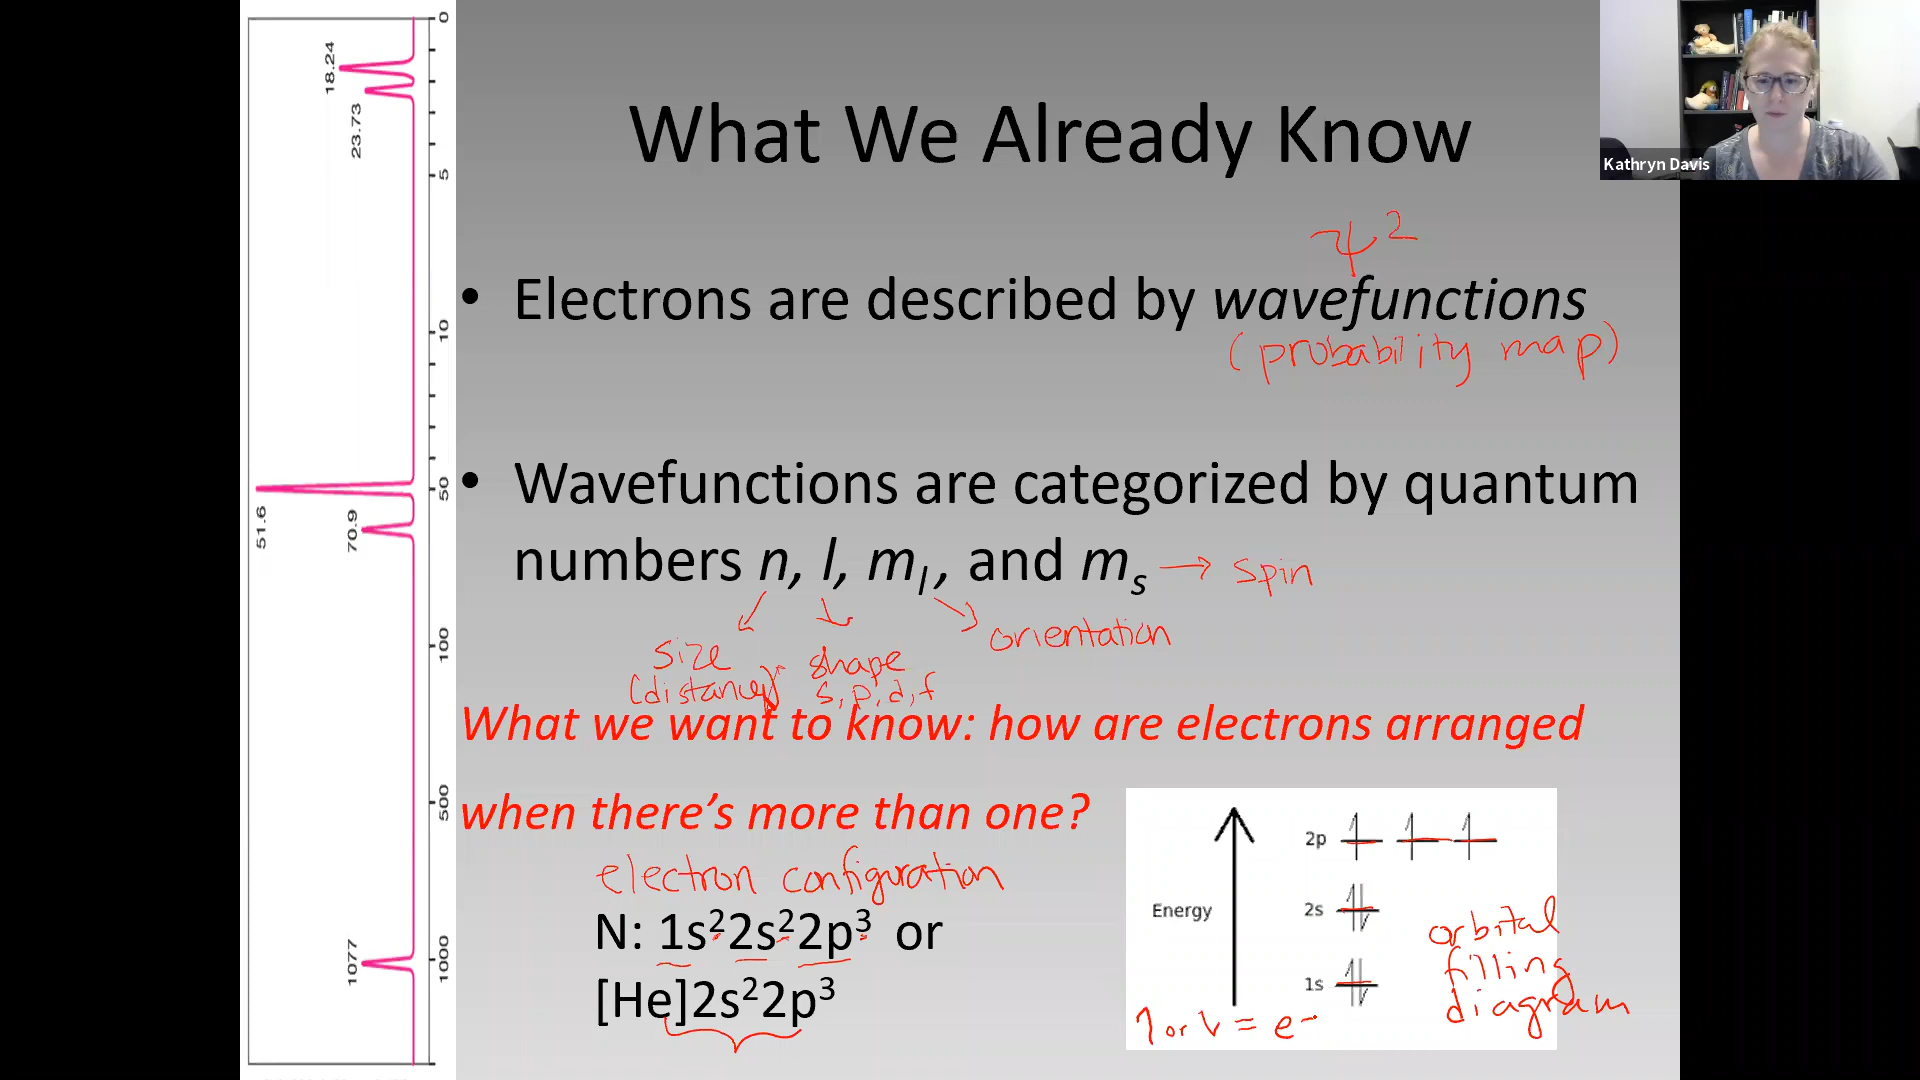 What We Already Know
Kathryn Davis
ψ²
• Electrons are described by wavefunctions
(probability map)
• Wavefunctions are categorized by quantum
numbers n, l, mₗ, and mₛ → spin
orientation
size
(distance)
shape
s, p, d, f
What we want to know: how are electrons arranged
when there's more than one?
electron configuration
N: 1s²2s²2p³ or
[He]2s²2p³
Energy
2p
2s
1s
orbital
filling
diagram
1 or v = e-
0
5
10
50
100
500
1000
18.24
23.73
51.6
70.9
1077